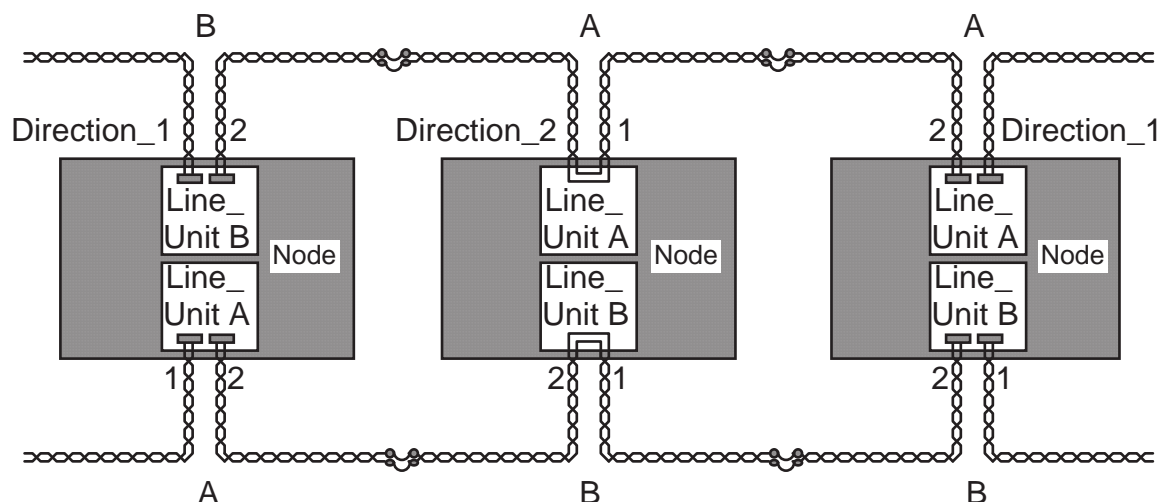 B A A
Direction_1 2 Direction_2 1 2 Direction_1
Line_
Unit B
Node
Line_
Unit A
Line_
Unit A
Node
Line_
Unit B
Line_
Unit A
Node
Line_
Unit B
1 2 2 1 2 1
A B B